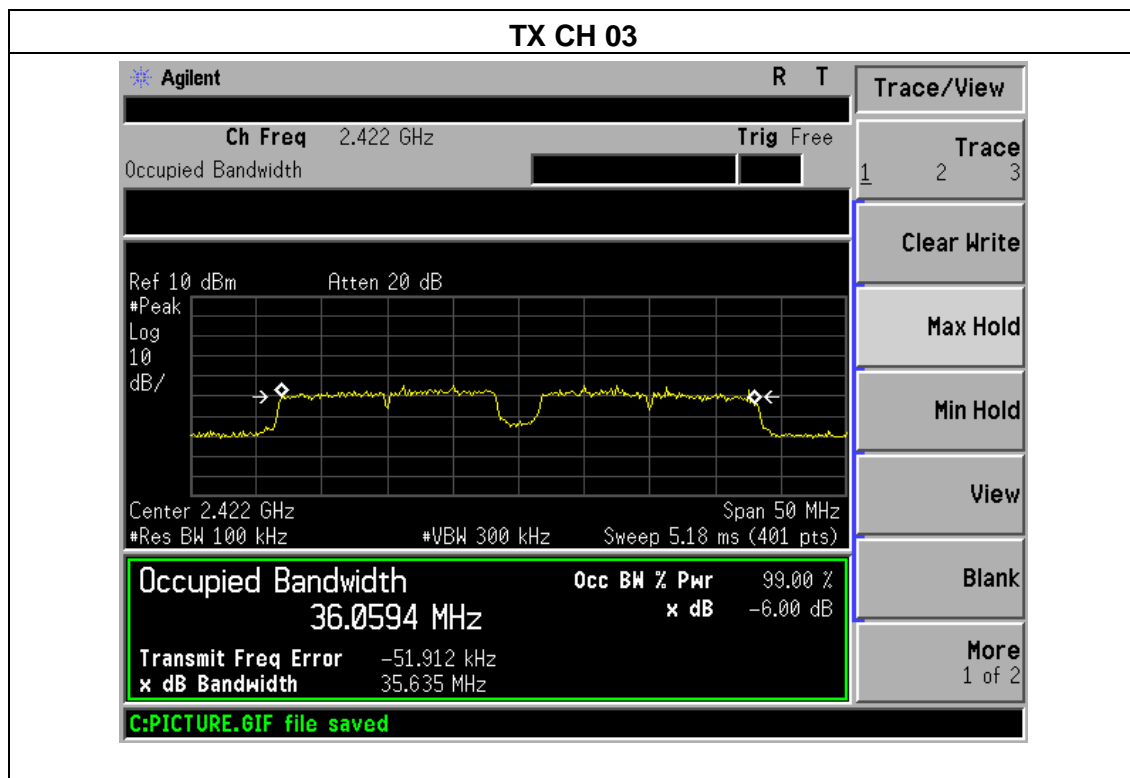 TX CH 03
Agilent R T
Trace/View
Ch Freq 2.422 GHz Trig Free
Occupied Bandwidth
Trace
1 2 3
Clear Write
Ref 10 dBm Atten 20 dB
#Peak
Log
10
dB/
Max Hold
Min Hold
View
Center 2.422 GHz Span 50 MHz
#Res BW 100 kHz #VBW 300 kHz Sweep 5.18 ms (401 pts)
Occupied Bandwidth Occ BW % Pwr 99.00 %
36.0594 MHz x dB -6.00 dB
Blank
Transmit Freq Error -51.912 kHz
x dB Bandwidth 35.635 MHz
More
1 of 2
C:PICTURE.GIF file saved